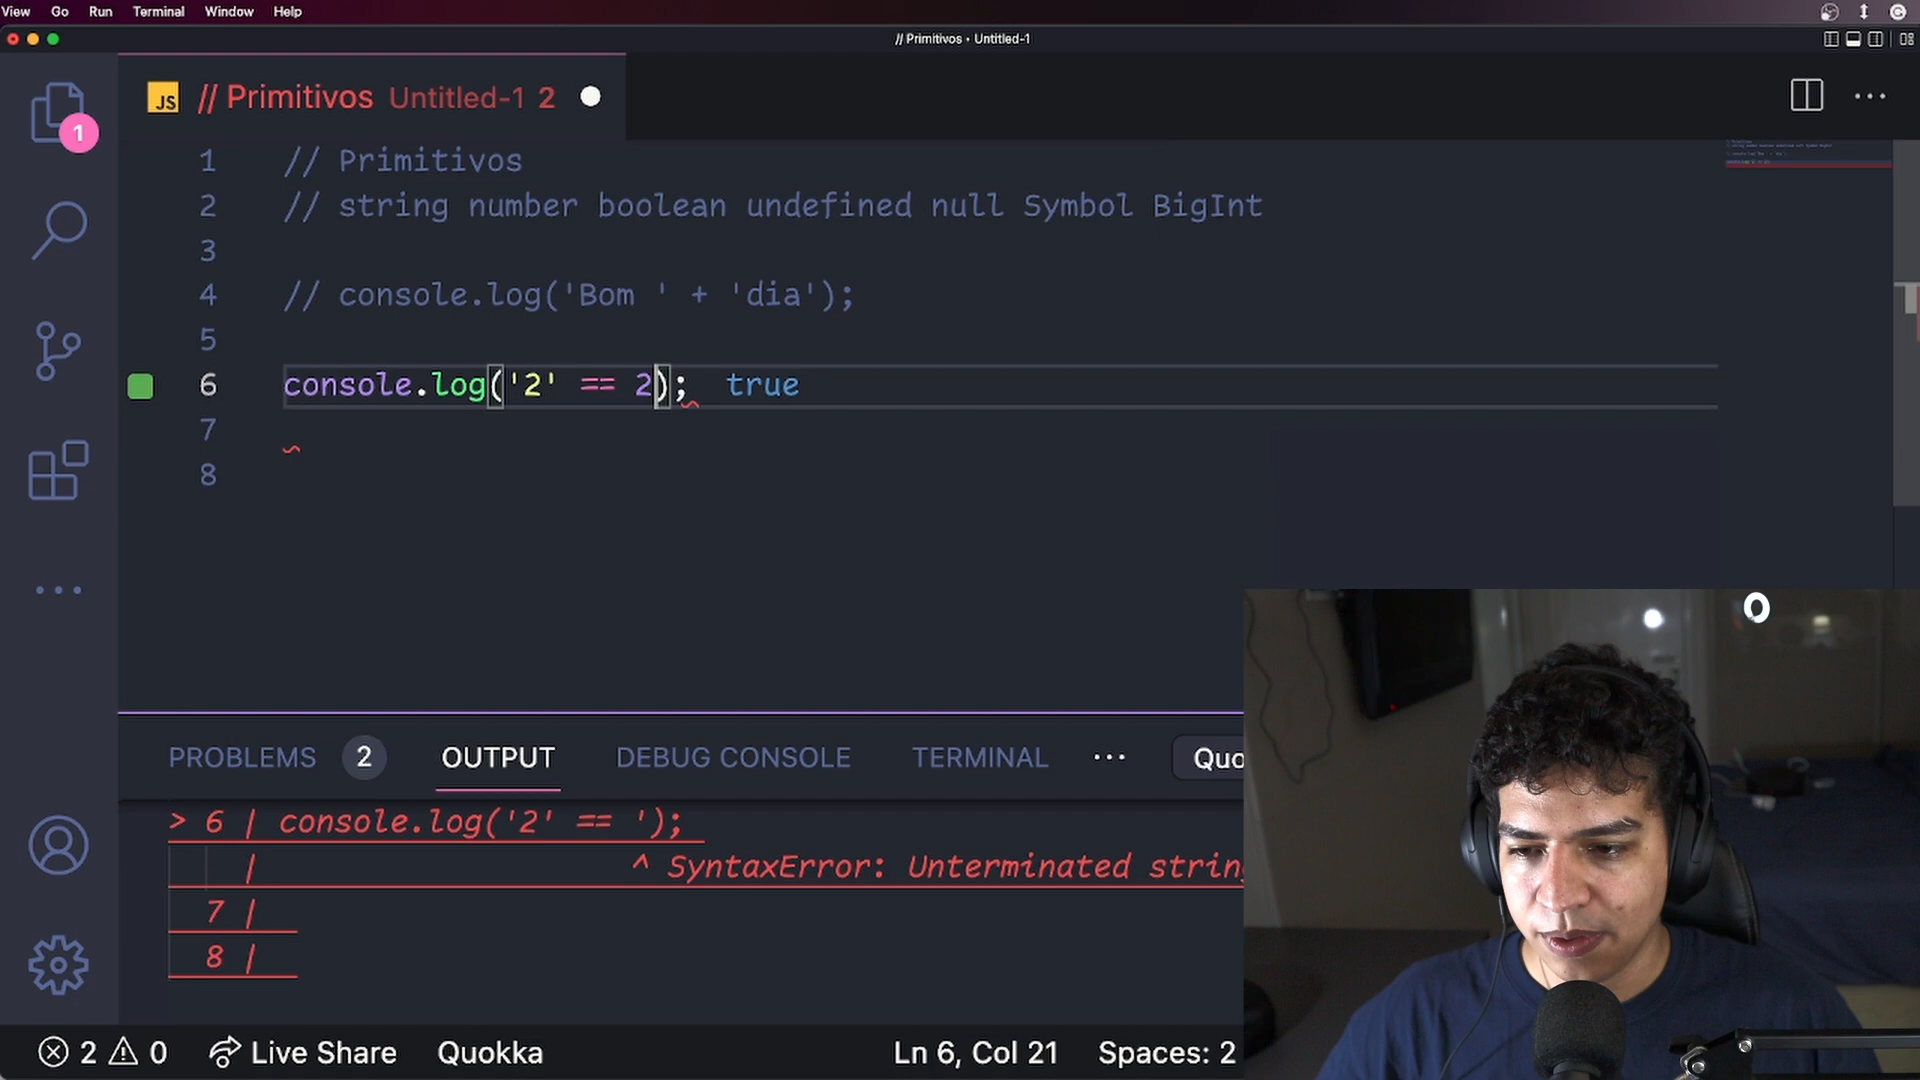 View Go Run Terminal Window Help
// Primitivos • Untitled-1
JS // Primitivos Untitled-1 2
1
1 // Primitivos
2 // string number boolean undefined null Symbol BigInt
3
4 // console.log('Bom ' + 'dia');
5
6 console.log('2' == 2); true
7
8
PROBLEMS 2 OUTPUT DEBUG CONSOLE TERMINAL ... Quo
> 6 | console.log('2' == ');
| ^ SyntaxError: Unterminated string
7 |
8 |
2 0 Live Share Quokka Ln 6, Col 21 Spaces: 2